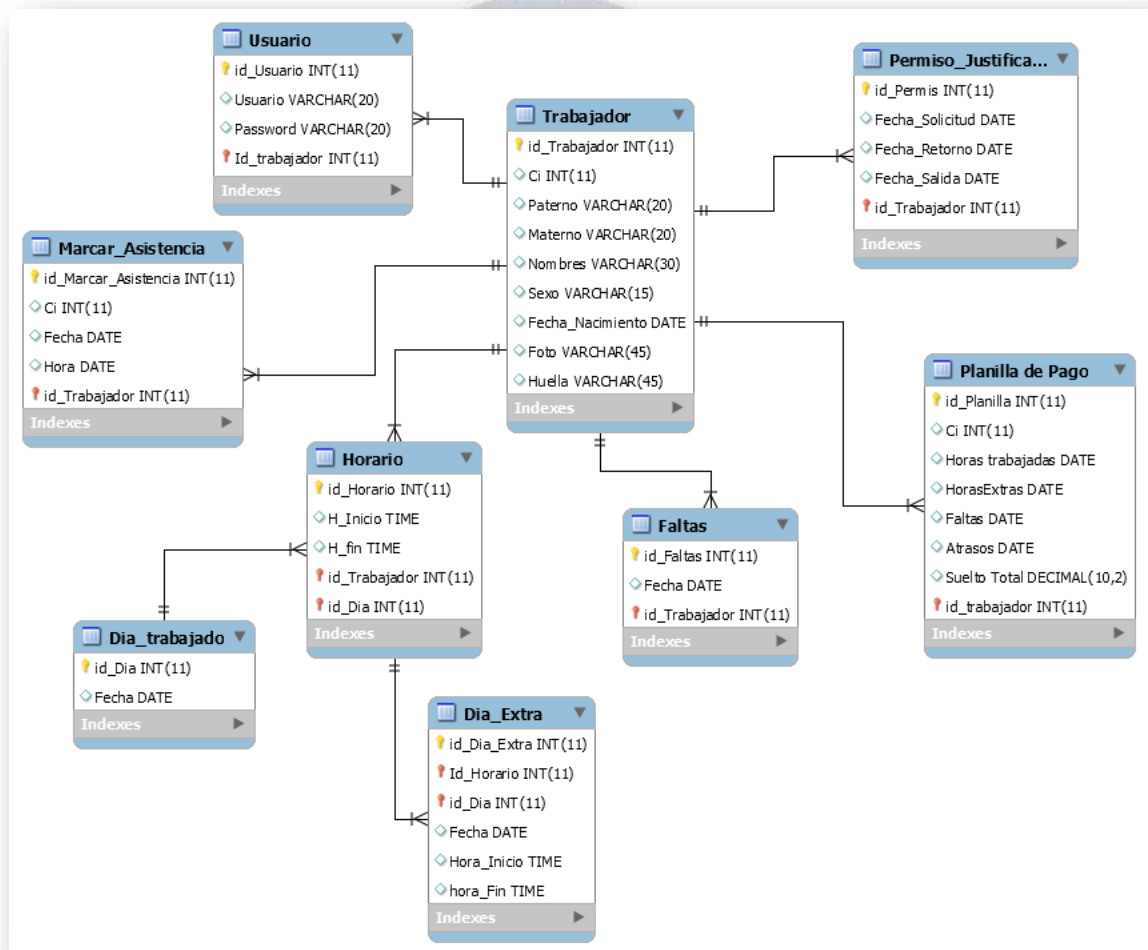 Usuario
id_Usuario INT(11)
Usuario VARCHAR(20)
Password VARCHAR(20)
Id_trabajador INT(11)
Indexes
Permiso_Justifica...
id_Permis INT(11)
Fecha_Solicitud DATE
Fecha_Retorno DATE
Fecha_Salida DATE
id_Trabajador INT(11)
Indexes
Trabajador
id_Trabajador INT(11)
Ci INT(11)
Paterno VARCHAR(20)
Materno VARCHAR(20)
Nombres VARCHAR(30)
Sexo VARCHAR(15)
Fecha_Nacimiento DATE
Foto VARCHAR(45)
Huella VARCHAR(45)
Indexes
Marcar_Asistencia
id_Marcar_Asistencia INT(11)
Ci INT(11)
Fecha DATE
Hora DATE
id_Trabajador INT(11)
Indexes
Planilla de Pago
id_Planilla INT(11)
Ci INT(11)
Horas trabajadas DATE
HorasExtras DATE
Faltas DATE
Atrasos DATE
Suelto Total DECIMAL(10,2)
id_trabajador INT(11)
Indexes
Horario
id_Horario INT(11)
H_Inicio TIME
H_fin TIME
id_Trabajador INT(11)
id_Dia INT(11)
Indexes
Faltas
id_Faltas INT(11)
Fecha DATE
id_Trabajador INT(11)
Indexes
Dia_trabajado
id_Dia INT(11)
Fecha DATE
Indexes
Dia_Extra
id_Dia_Extra INT(11)
Id_Horario INT(11)
id_Dia INT(11)
Fecha DATE
Hora_Inicio TIME
hora_Fin TIME
Indexes